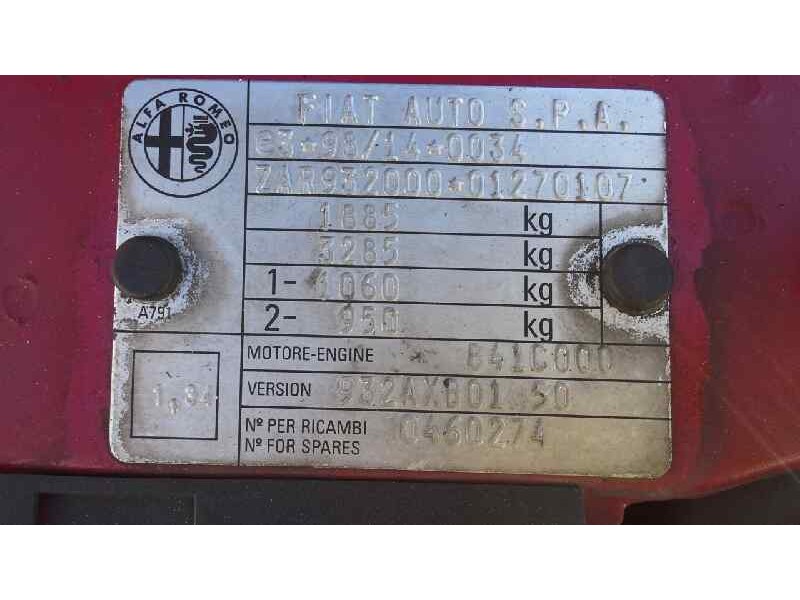 ALFA ROMEO
FIAT AUTO S.P.A.
e3*98/14*0034
ZAR932000*01270107
1885 kg
3285 kg
1- 1060 kg
2- 950 kg
A791
MOTORE-ENGINE * 841C000
VERSION 932AXB01 50
1,84
Nº PER RICAMBI
Nº FOR SPARES
0460274